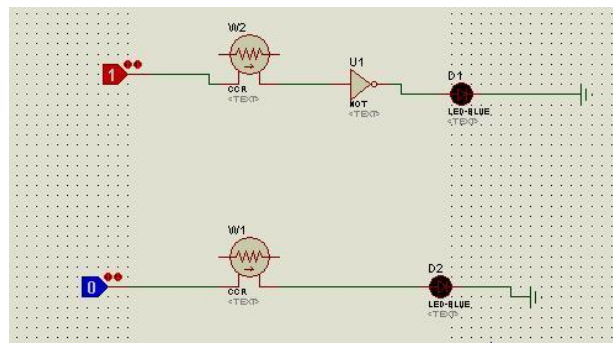 W2
U1
1
D1
CCR
<TEXT>
NOT
<TEXT>
LED-BLUE
<TEXT>
W1
D2
0
CCR
<TEXT>
LED-BLUE
<TEXT>